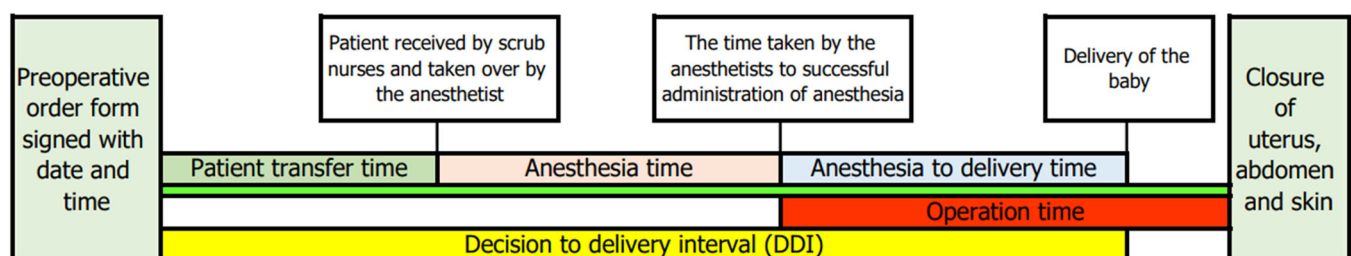 Preoperative
order form
signed with
date and
time
Patient received by scrub
nurses and taken over by
the anesthetist
The time taken by the
anesthetists to successful
administration of anesthesia
Delivery of the
baby
Closure
of
uterus,
abdomen
and skin
Patient transfer time
Anesthesia time
Anesthesia to delivery time
Operation time
Decision to delivery interval (DDI)